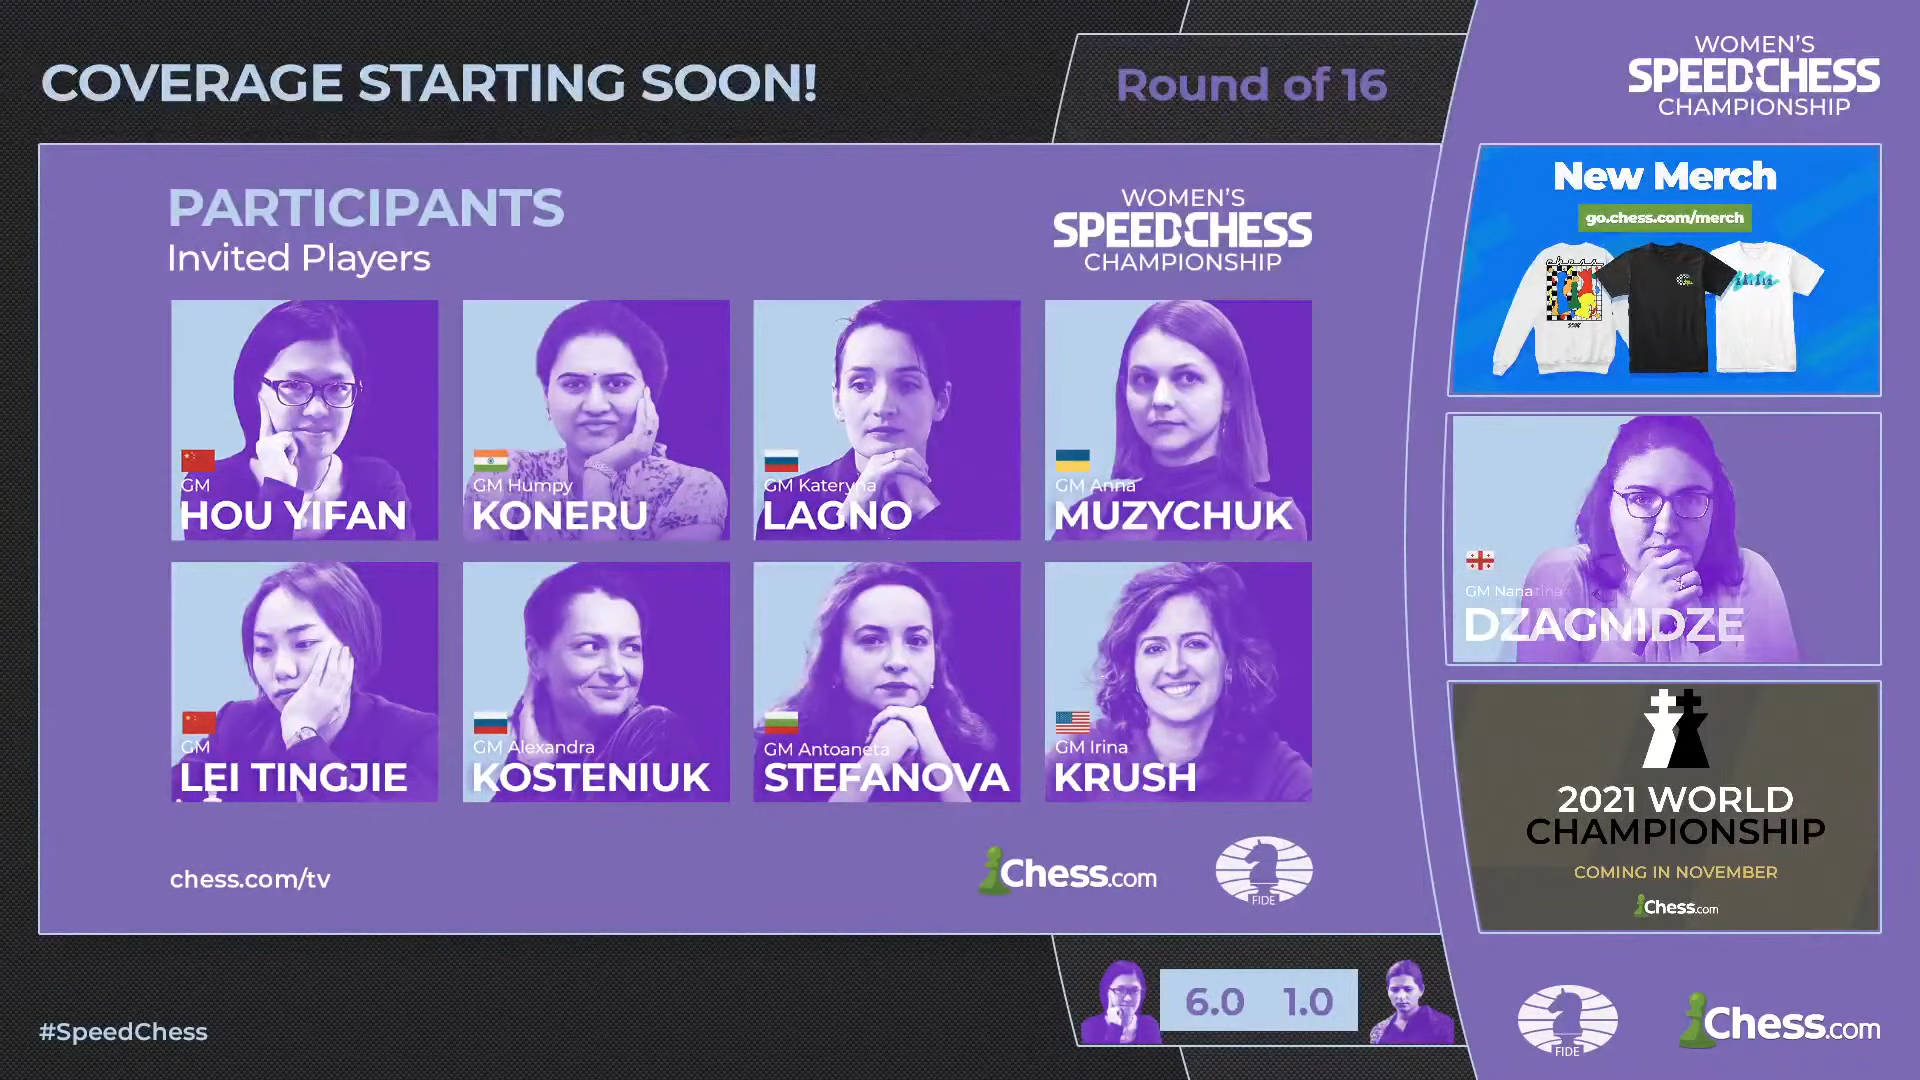 COVERAGE STARTING SOON!
Round of 16
WOMEN'S
SPEEDCHESS
CHAMPIONSHIP
PARTICIPANTS
Invited Players
WOMEN'S
SPEEDCHESS
CHAMPIONSHIP
GM
HOU YIFAN
GM Humpy
KONERU
GM Kateryna
LAGNO
GM Anna
MUZYCHUK
GM
LEI TINGJIE
GM Alexandra
KOSTENIUK
GM Antoaneta
STEFANOVA
GM Irina
KRUSH
chess.com/tv
Chess.com
FIDE
New Merch
go.chess.com/merch
chess
GM Nana
DZAGNIDZE
2021 WORLD
CHAMPIONSHIP
COMING IN NOVEMBER
Chess.com
6.0 1.0
#SpeedChess
FIDE
Chess.com